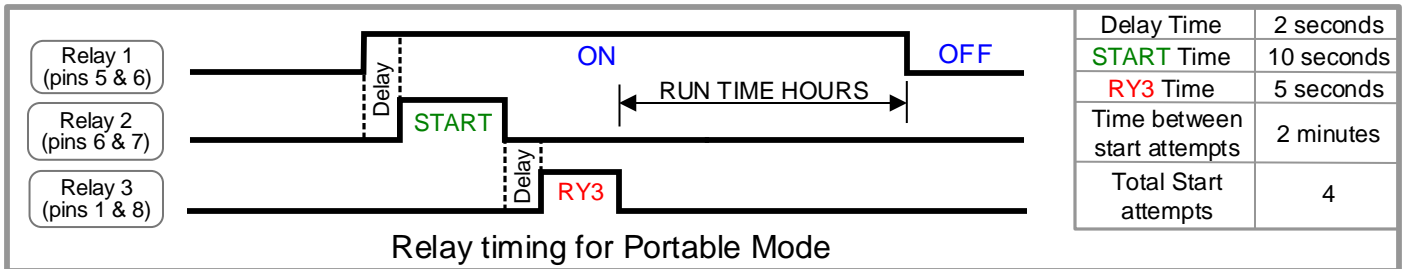 Relay 1
(pins 5 & 6)
Relay 2
(pins 6 & 7)
Relay 3
(pins 1 & 8)
Delay
ON
OFF
START
RUN TIME HOURS
Delay
RY3
Relay timing for Portable Mode
Delay Time 2 seconds
START Time 10 seconds
RY3 Time 5 seconds
Time between
start attempts
2 minutes
Total Start
attempts
4